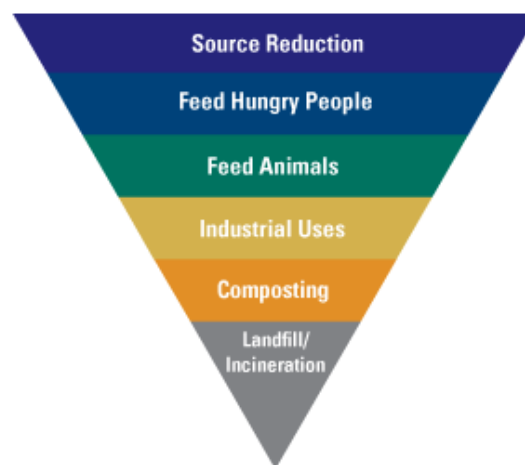 Source Reduction
Feed Hungry People
Feed Animals
Industrial Uses
Composting
Landfill/
Incineration